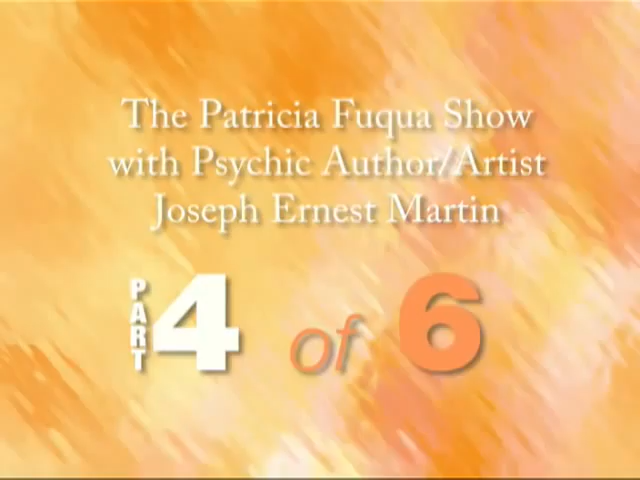 The Patricia Fuqua Show
with Psychic Author/Artist
Joseph Ernest Martin
PART 4 of 6